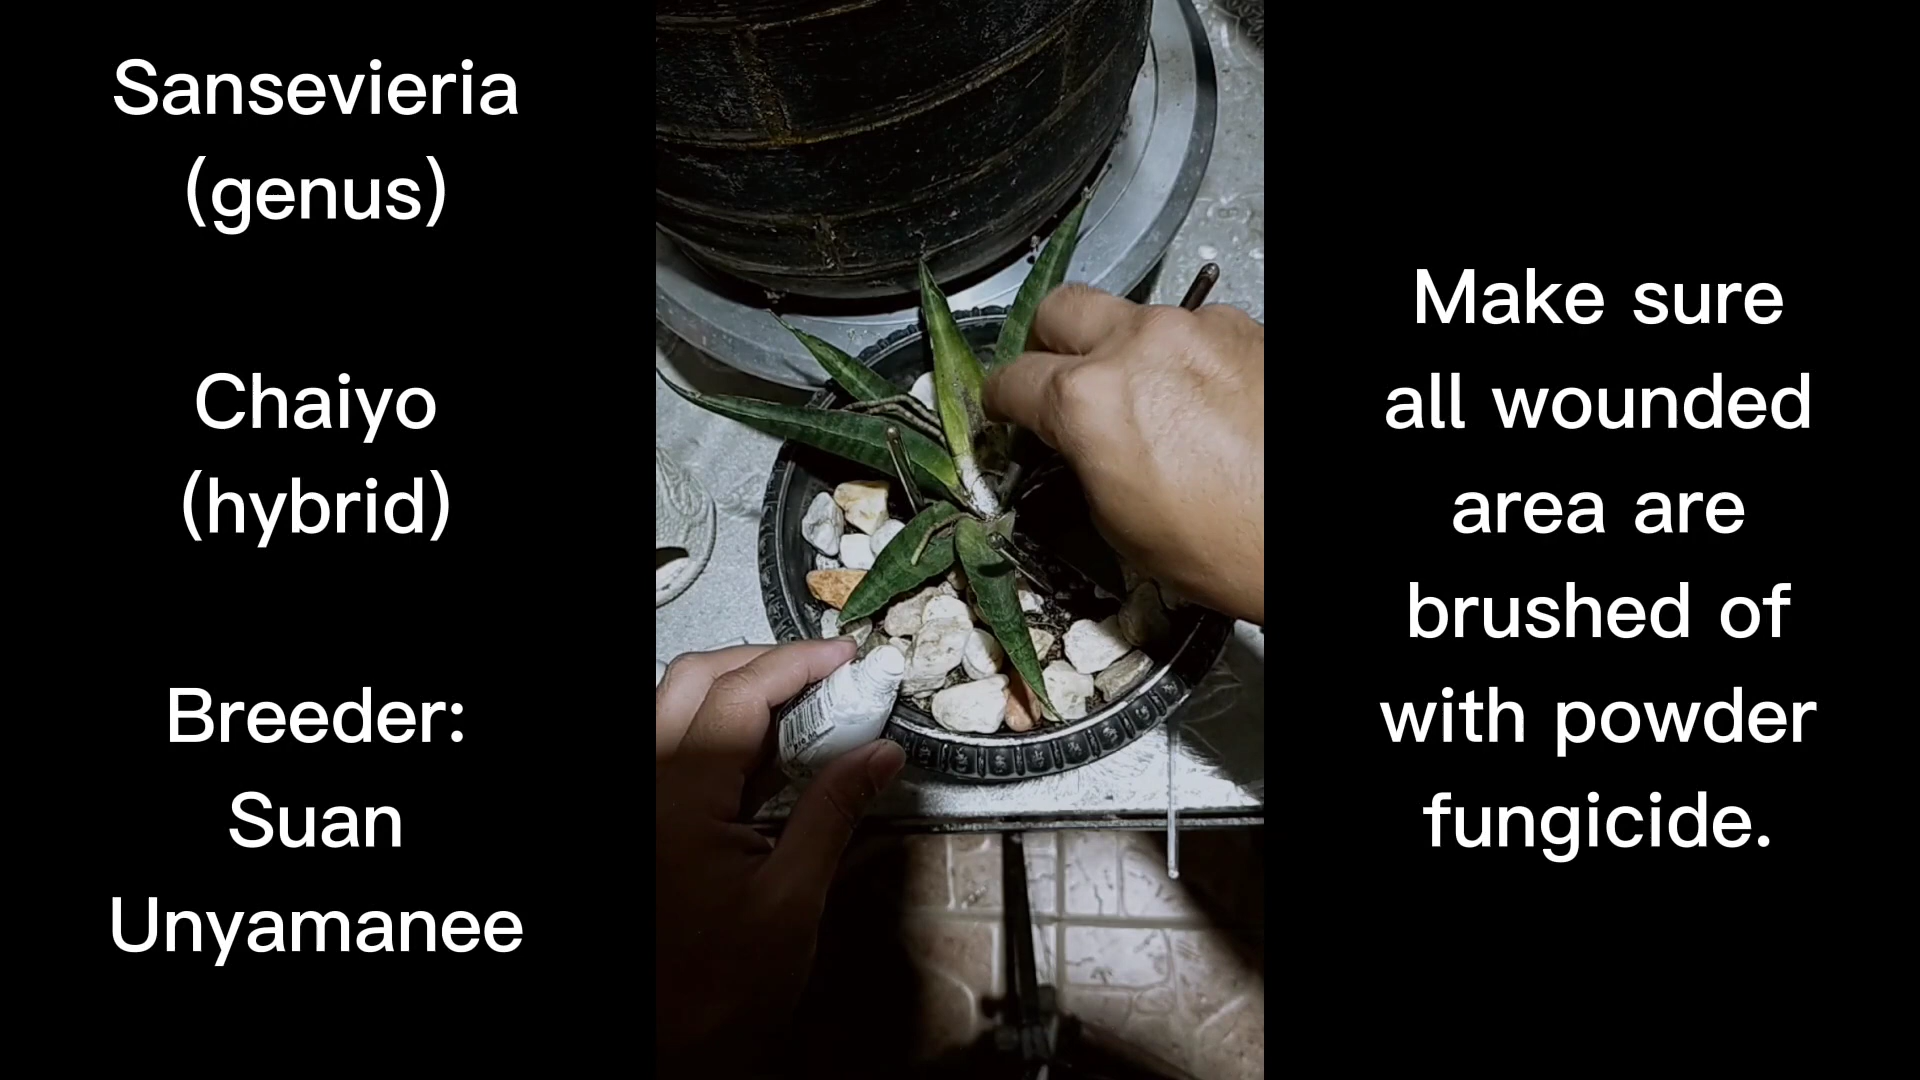 Sansevieria
(genus)
Chaiyo
(hybrid)
Breeder:
Suan
Unyamanee
Make sure
all wounded
area are
brushed of
with powder
fungicide.